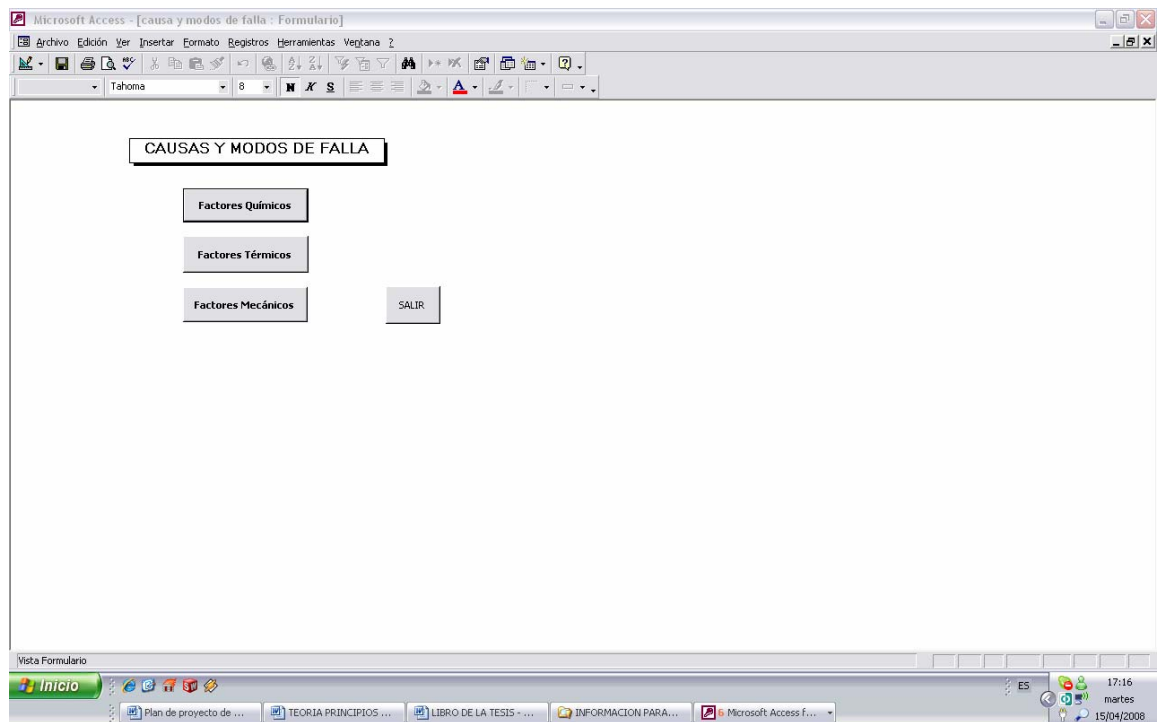 Microsoft Access - [causa y modos de falla : Formulario]
Archivo Edición Ver Insertar Formato Registros Herramientas Ventana ?
Tahoma 8 N K S A
CAUSAS Y MODOS DE FALLA
Factores Químicos
Factores Térmicos
Factores Mecánicos SALIR
Vista Formulario
Inicio ES 17:16
martes
Plan de proyecto de ... TEORIA PRINCIPIOS ... LIBRO DE LA TESIS - ... INFORMACION PARA... 6 Microsoft Access f... 15/04/2008